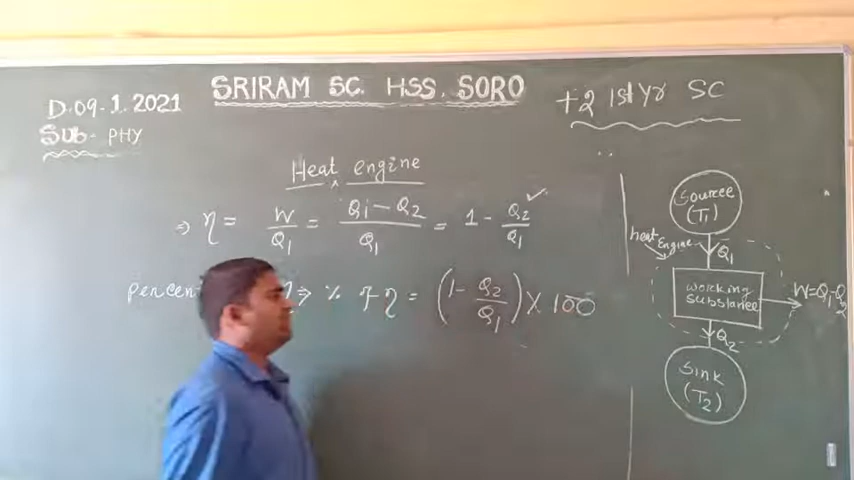 D.09-1.2021
SUB- PHY
SRIRAM SC. HSS. SORO
+2 1st Yr SC
Heat engine
⇒ η = W/Q1 = Q1-Q2/Q1 = 1 - Q2/Q1 ✓
⇒ % of η = (1 - Q2/Q1) × 100
Source
(T1)
heat Engine
Q1
working
substance
W=Q1-Q2
Q2
Sink
(T2)